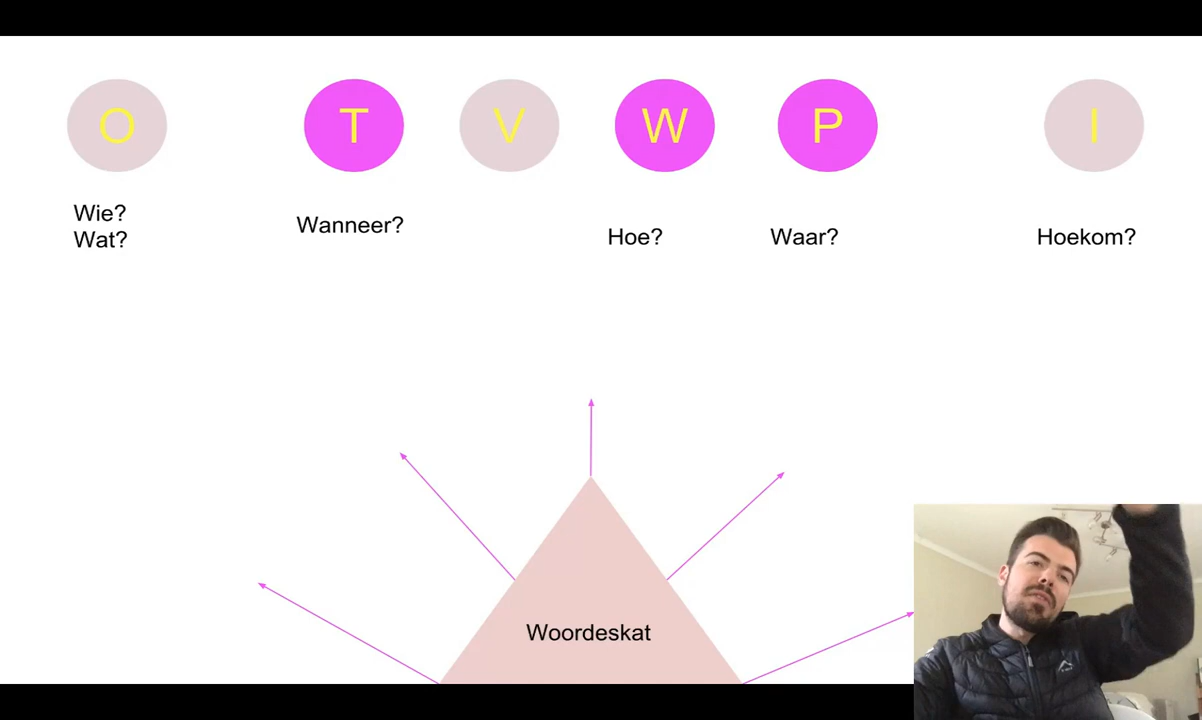 O T V W P I
Wie?
Wat?
Wanneer?
Hoe?
Waar?
Hoekom?
Woordeskat